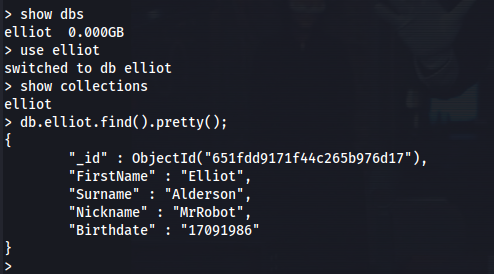 > show dbs
elliot  0.000GB
> use elliot
switched to db elliot
> show collections
elliot
> db.elliot.find().pretty();
{
        "_id" : ObjectId("651fdd9171f44c265b976d17"),
        "FirstName" : "Elliot",
        "Surname" : "Alderson",
        "Nickname" : "MrRobot",
        "Birthdate" : "17091986"
}
>